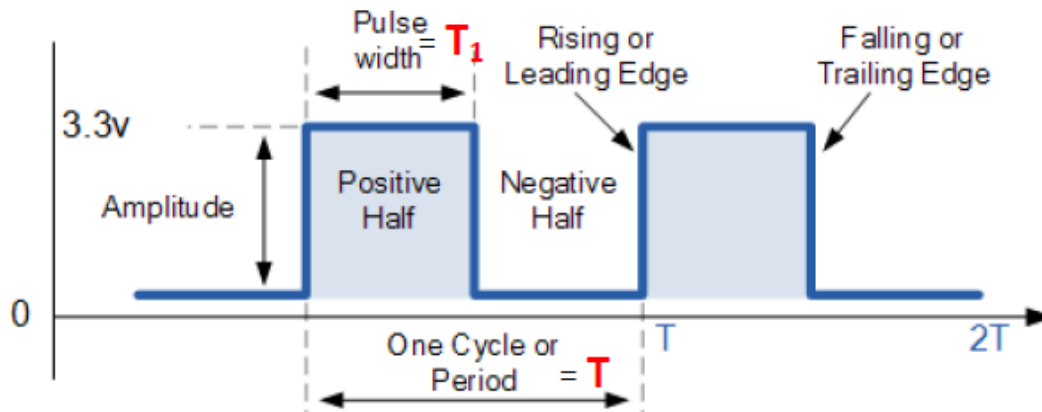 Pulse
width = T₁
Rising or
Leading Edge
Falling or
Trailing Edge
3.3v
Amplitude
Positive
Half
Negative
Half
0
T
2T
One Cycle or
Period = T